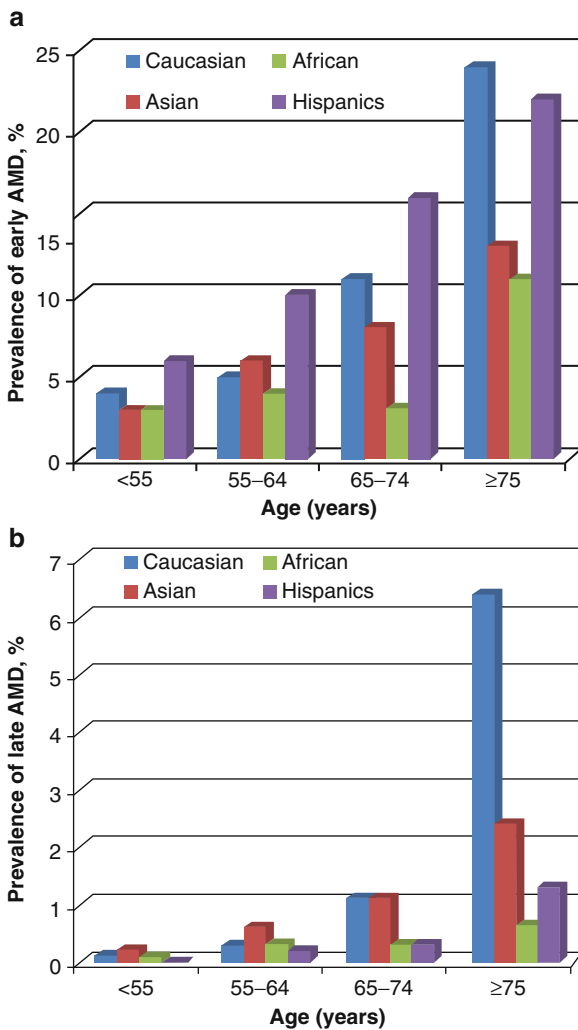 a
Prevalence of early AMD, %
25
20
15
10
5
0
Caucasian African
Asian Hispanics
<55 55–64 65–74 ≥75
Age (years)
b
Prevalence of late AMD, %
7
6
5
4
3
2
1
0
Caucasian African
Asian Hispanics
<55 55–64 65–74 ≥75
Age (years)